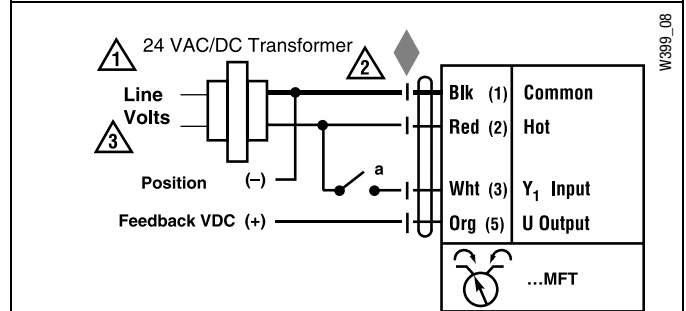 W399_08
1 24 VAC/DC Transformer 2
Line
Volts
3
Blk (1) Common
Red (2) Hot
Position (–)
a
Wht (3) Y₁ Input
Feedback VDC (+)
Org (5) U Output
...MFT